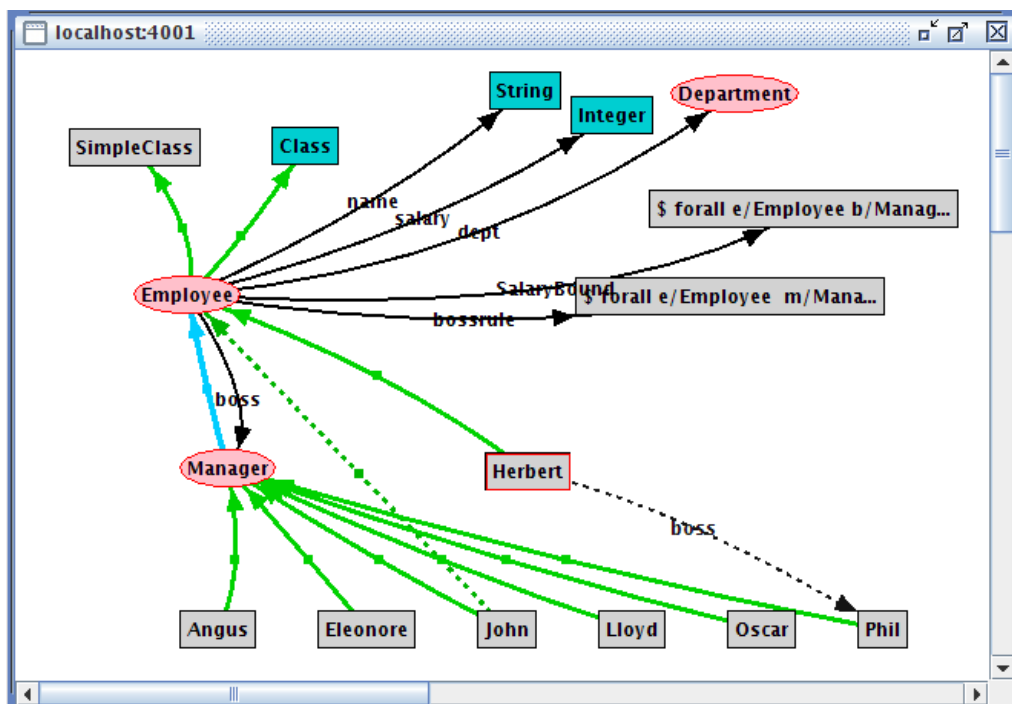 localhost:4001
String
Department
Integer
SimpleClass
Class
name
salary
dept
$ forall e/Employee b/Manag...
Employee
SalaryBound
$ forall e/Employee m/Mana...
bossrule
boss
Manager
Herbert
boss
Angus
Eleonore
John
Lloyd
Oscar
Phil